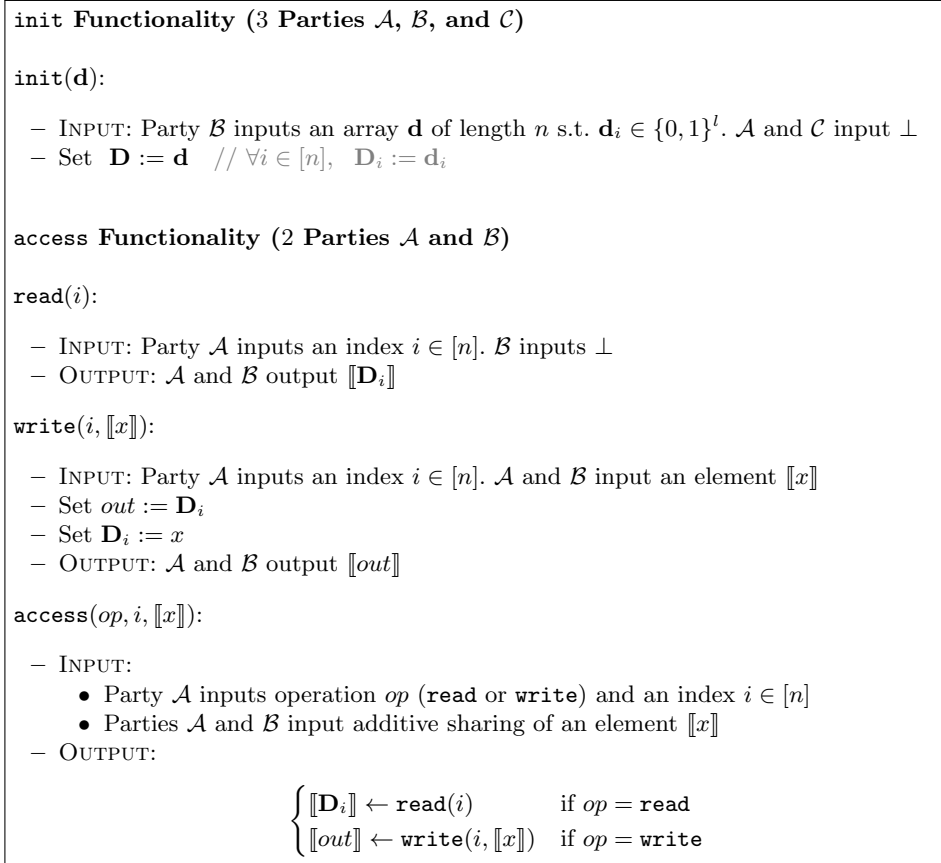 init Functionality (3 Parties 𝒜, ℬ, and 𝒞)
init(d):
– INPUT: Party ℬ inputs an array d of length n s.t. dᵢ ∈ {0, 1}ˡ. 𝒜 and 𝒞 input ⊥
– Set D := d // ∀i ∈ [n], Dᵢ := dᵢ
access Functionality (2 Parties 𝒜 and ℬ)
read(i):
– INPUT: Party 𝒜 inputs an index i ∈ [n]. ℬ inputs ⊥
– OUTPUT: 𝒜 and ℬ output ⟦Dᵢ⟧
write(i, ⟦x⟧):
– INPUT: Party 𝒜 inputs an index i ∈ [n]. 𝒜 and ℬ input an element ⟦x⟧
– Set out := Dᵢ
– Set Dᵢ := x
– OUTPUT: 𝒜 and ℬ output ⟦out⟧
access(op, i, ⟦x⟧):
– INPUT:
• Party 𝒜 inputs operation op (read or write) and an index i ∈ [n]
• Parties 𝒜 and ℬ input additive sharing of an element ⟦x⟧
– OUTPUT:
{ ⟦Dᵢ⟧ ← read(i) if op = read
⟦out⟧ ← write(i, ⟦x⟧) if op = write